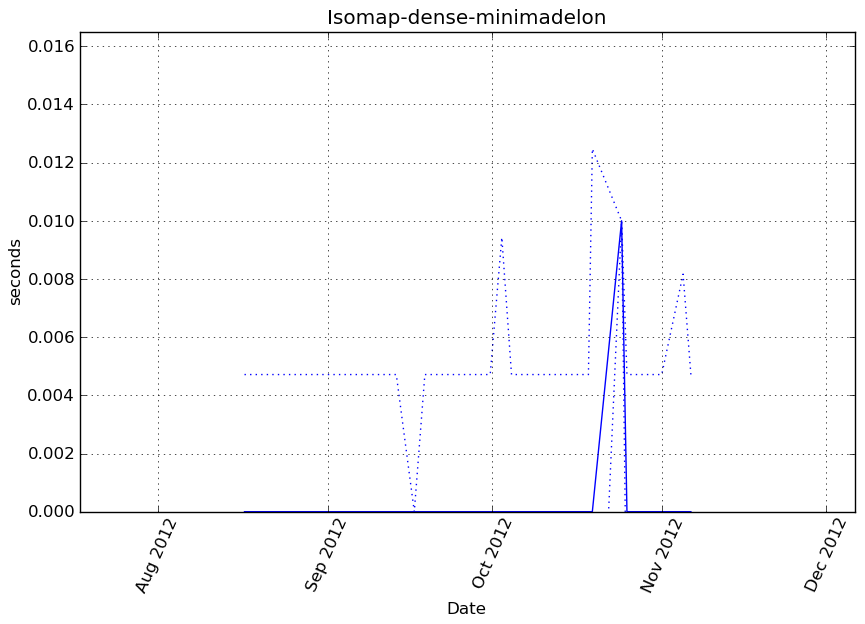 Isomap-dense-minimadelon
0.016
0.014
0.012
0.010
0.008
0.006
0.004
0.002
0.000
seconds
Aug 2012
Sep 2012
Oct 2012
Nov 2012
Dec 2012
Date